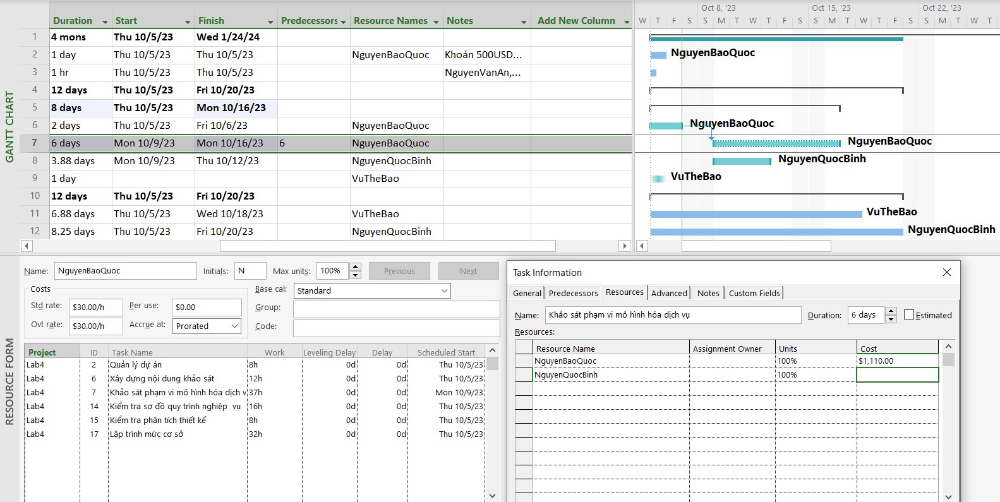 Oct 8, '23 Oct 15, '23 Oct 22, '23
Duration Start Finish Predecessors Resource Names Notes Add New Column W T F S S M T W T F S S M T W T F S S M T W T
1 4 mons Thu 10/5/23 Wed 1/24/24
2 1 day Thu 10/5/23 Thu 10/5/23 NguyenBaoQuoc Khoán 500USD... NguyenBaoQuoc
3 1 hr Thu 10/5/23 Thu 10/5/23 NguyenVanAn,...
4 12 days Thu 10/5/23 Fri 10/20/23
5 8 days Thu 10/5/23 Mon 10/16/23
6 2 days Thu 10/5/23 Fri 10/6/23 NguyenBaoQuoc NguyenBaoQuoc
7 6 days Mon 10/9/23 Mon 10/16/23 6 NguyenBaoQuoc NguyenBaoQuoc
8 3.88 days Mon 10/9/23 Thu 10/12/23 NguyenQuocBinh NguyenQuocBinh
9 1 day VuTheBao VuTheBao
10 12 days Thu 10/5/23 Fri 10/20/23
11 6.88 days Thu 10/5/23 Wed 10/18/23 VuTheBao VuTheBao
12 8.25 days Thu 10/5/23 Fri 10/20/23 NguyenQuocBinh NguyenQuocBinh
GANTT CHART
RESOURCE FORM
Name: NguyenBaoQuoc Initials: N Max units: 100% Previous Next
Costs Base cal: Standard
Std rate: $30.00/h Per use: $0.00 Group:
Ovt rate: $30.00/h Accrue at: Prorated Code:
Project ID Task Name Work Leveling Delay Delay Scheduled Start
Lab4 2 Quản lý dự án 8h 0d 0d Thu 10/5/23
Lab4 6 Xây dựng nội dung khảo sát 12h 0d 0d Thu 10/5/23
Lab4 7 Khảo sát phạm vi mô hình hóa dịch v 37h 0d 0d Mon 10/9/23
Lab4 14 Kiểm tra sơ đồ quy trình nghiệp vụ 16h 0d 0d Thu 10/5/23
Lab4 15 Kiểm tra phân tích thiết kế 8h 0d 0d Thu 10/5/23
Lab4 17 Lập trình mức cơ sở 32h 0d 0d Thu 10/5/23
Task Information
General Predecessors Resources Advanced Notes Custom Fields
Name: Khảo sát phạm vi mô hình hóa dịch vụ Duration: 6 days Estimated
Resources:
Resource Name Assignment Owner Units Cost
NguyenBaoQuoc 100% $1,110.00
NguyenQuocBinh 100%